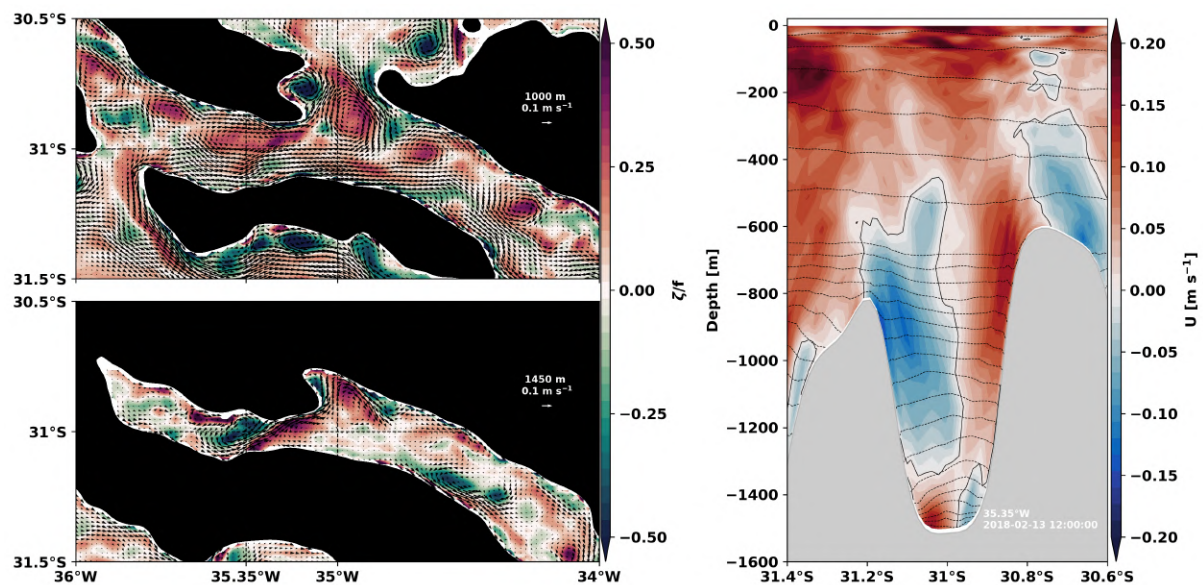 30.5°S
31°S
31.5°S
1000 m
0.1 m s⁻¹
30.5°S
31°S
31.5°S
1450 m
0.1 m s⁻¹
36°W
35.35°W
35°W
34°W
0.50
0.25
0.00
−0.25
−0.50
ζ/f
Depth [m]
0
−200
−400
−600
−800
−1000
−1200
−1400
−1600
35.35°W
2018-02-13 12:00:00
31.4°S
31.2°S
31°S
30.8°S
30.6°S
0.20
0.15
0.10
0.05
0.00
−0.05
−0.10
−0.15
−0.20
U [m s⁻¹]